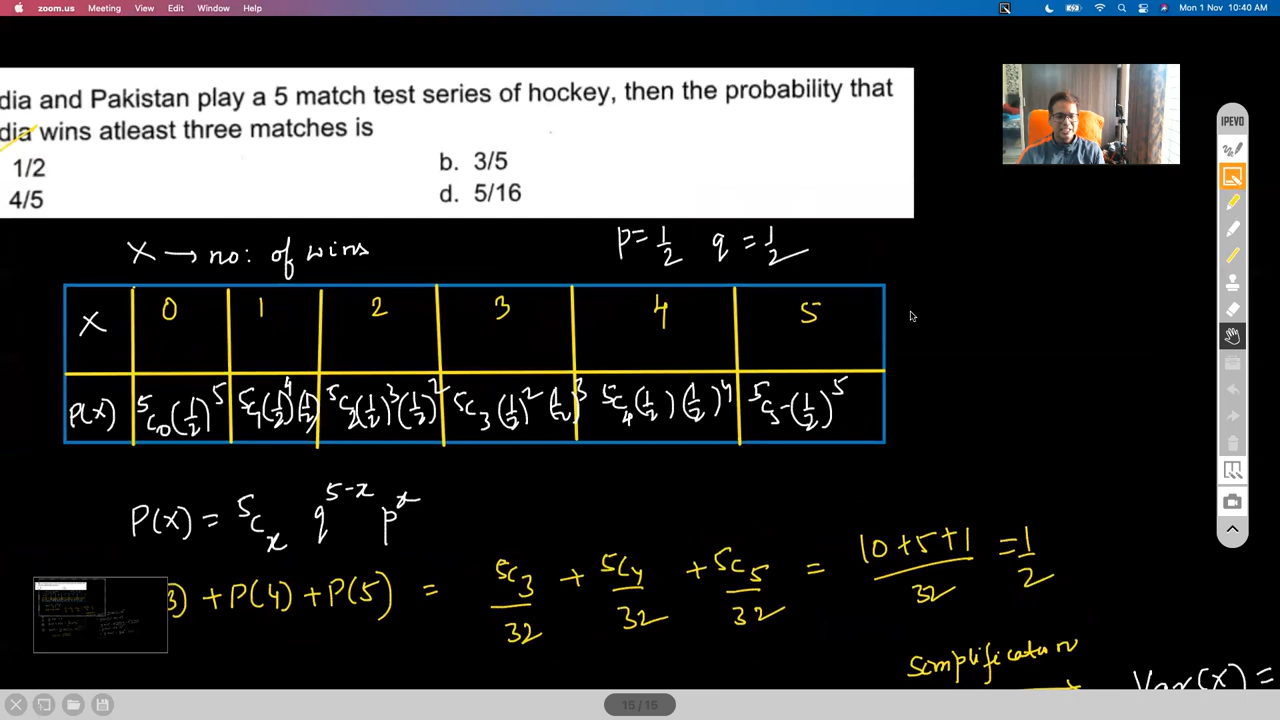 zoom.us Meeting View Edit Window Help Mon 1 Nov 10:40 AM
dia and Pakistan play a 5 match test series of hockey, then the probability that
dia wins atleast three matches is
1/2 b. 3/5
4/5 d. 5/16
X → no: of wins p = 1/2 q = 1/2
X 0 1 2 3 4 5
P(X) ⁵C₀(1/2)⁵ ⁵C₁(1/2)⁴(1/2) ⁵C₂(1/2)³(1/2)² ⁵C₃(1/2)²(1/2)³ ⁵C₄(1/2)(1/2)⁴ ⁵C₅(1/2)⁵
P(X) = ⁵Cₓ q⁵⁻ˣ pˣ
3) + P(4) + P(5) = ⁵C₃/32 + ⁵C₄/32 + ⁵C₅/32 = 10+5+1/32 = 1/2
Simplification
Var(X) =
15 / 15
IPEVO